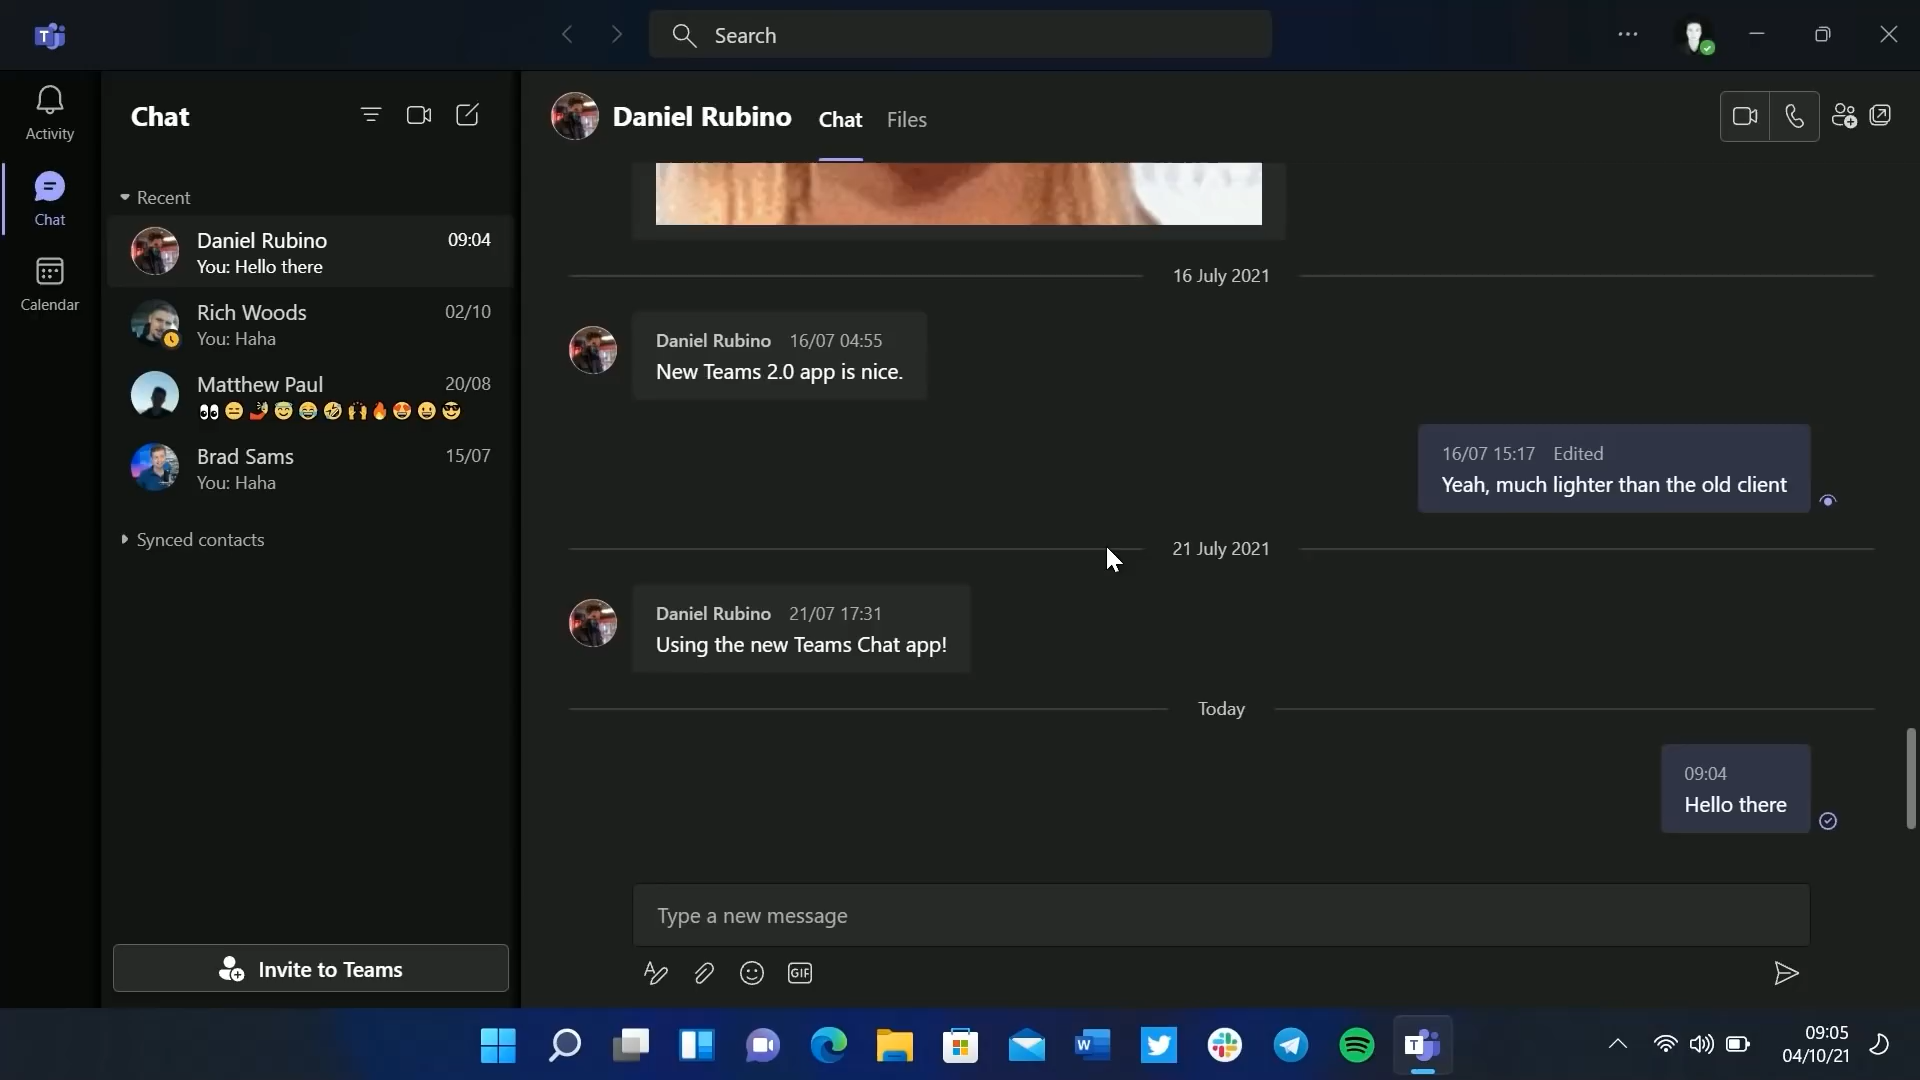 Search
Activity
Chat
Calendar
Chat
Recent
Daniel Rubino 09:04
You: Hello there
Rich Woods 02/10
You: Haha
Matthew Paul 20/08
Brad Sams 15/07
You: Haha
Synced contacts
Invite to Teams
Daniel Rubino Chat Files
16 July 2021
Daniel Rubino 16/07 04:55
New Teams 2.0 app is nice.
16/07 15:17 Edited
Yeah, much lighter than the old client
21 July 2021
Daniel Rubino 21/07 17:31
Using the new Teams Chat app!
Today
09:04
Hello there
Type a new message
GIF
09:05
04/10/21